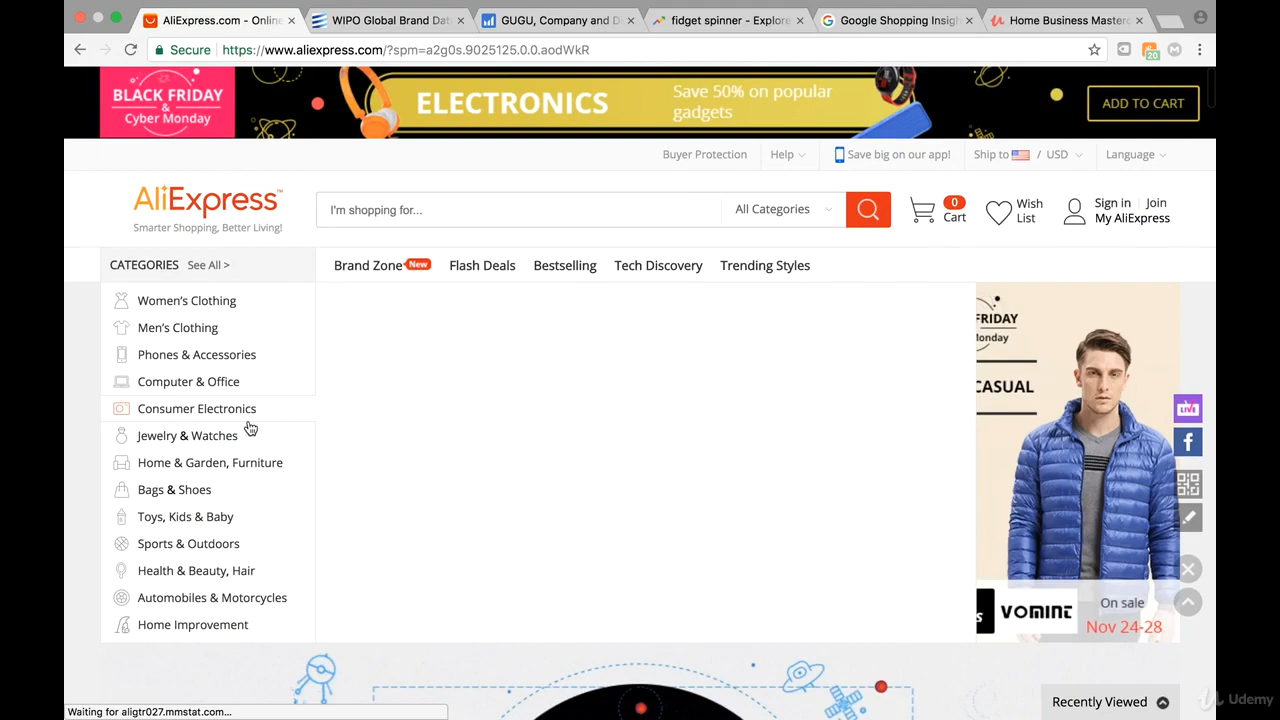 AliExpress.com - Online
WIPO Global Brand Dat
GUGU, Company and D
fidget spinner - Explore
Google Shopping Insigh
Home Business Masterc
Secure
https://www.aliexpress.com/?spm=a2g0s.9025125.0.0.aodWkR
20
BLACK FRIDAY
&
Cyber Monday
ELECTRONICS
Save 50% on popular
gadgets
ADD TO CART
Buyer Protection
Help
Save big on our app!
Ship to / USD
Language
AliExpress™
Smarter Shopping, Better Living!
I'm shopping for...
All Categories
0
Cart
Wish
List
Sign in
Join
My AliExpress
CATEGORIES
See All >
Brand Zone New
Flash Deals
Bestselling
Tech Discovery
Trending Styles
Women's Clothing
Men's Clothing
Phones & Accessories
Computer & Office
Consumer Electronics
Jewelry & Watches
Home & Garden, Furniture
Bags & Shoes
Toys, Kids & Baby
Sports & Outdoors
Health & Beauty, Hair
Automobiles & Motorcycles
Home Improvement
FRIDAY
onday
CASUAL
LIVE
s
VOMINT
On sale
Nov 24-28
Recently Viewed
Waiting for aligtr027.mmstat.com...
Udemy